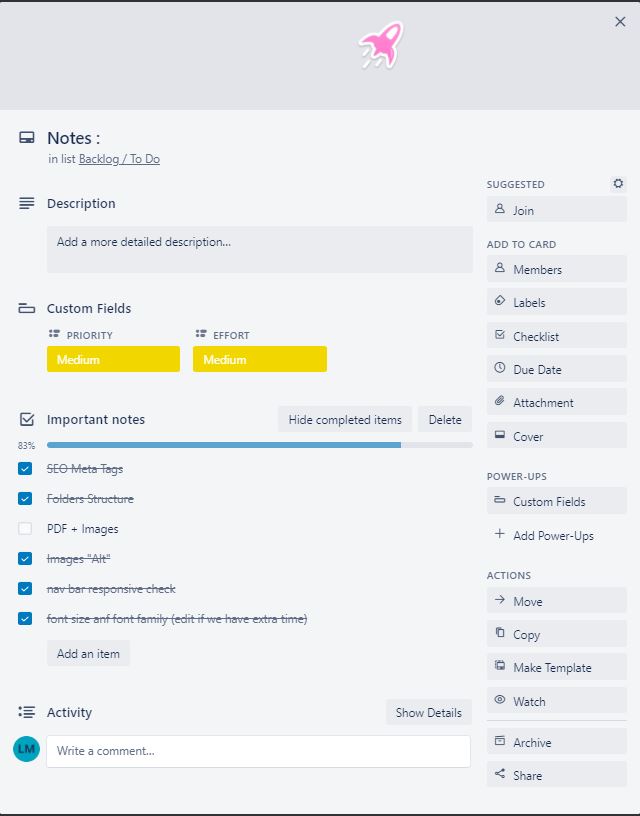 Notes :
in list Backlog / To Do
Description
Add a more detailed description...
Custom Fields
PRIORITY
EFFORT
Medium
Medium
Important notes
Hide completed items
Delete
83%
SEO Meta Tags
Folders Structure
PDF + Images
Images "Alt"
nav bar responsive check
font size anf font family (edit if we have extra time)
Add an item
Activity
Show Details
LM
Write a comment...
SUGGESTED
Join
ADD TO CARD
Members
Labels
Checklist
Due Date
Attachment
Cover
POWER-UPS
Custom Fields
Add Power-Ups
ACTIONS
Move
Copy
Make Template
Watch
Archive
Share